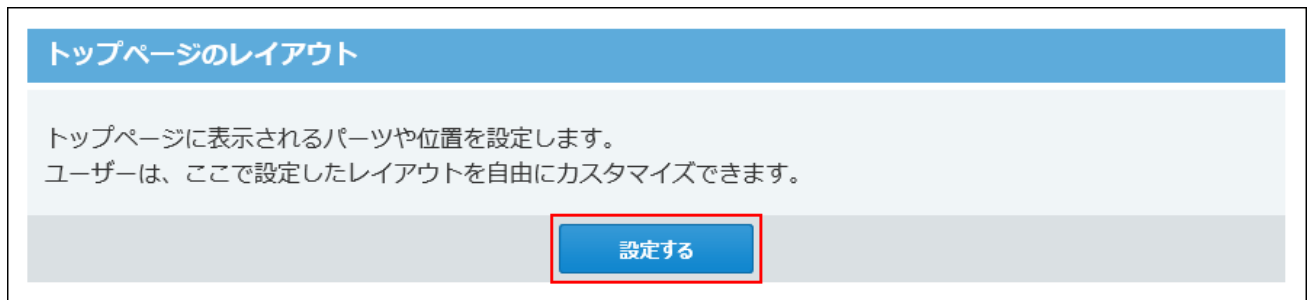 トップページのレイアウト
トップページに表示されるパーツや位置を設定します。
ユーザーは、ここで設定したレイアウトを自由にカスタマイズできます。
設定する